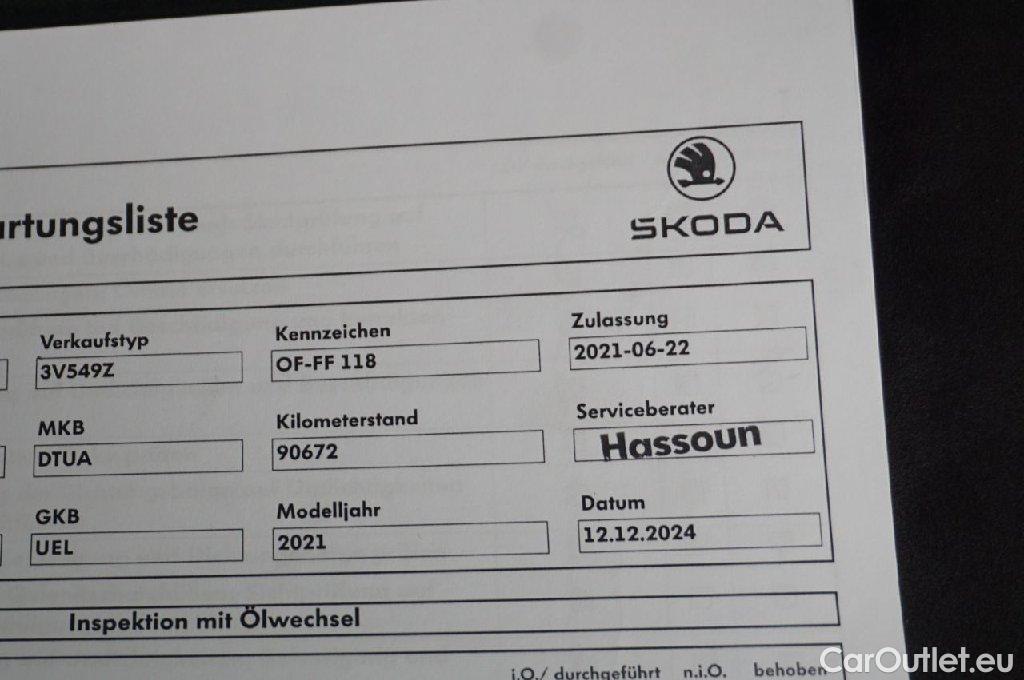 SKODA
artungsliste
Verkaufstyp Kennzeichen Zulassung
3V549Z OF-FF 118 2021-06-22
MKB Kilometerstand Serviceberater
DTUA 90672 Hassoun
GKB Modelljahr Datum
UEL 2021 12.12.2024
Inspektion mit Ölwechsel
i.O./ durchgeführt n.i.O. behoben
CarOutlet.eu